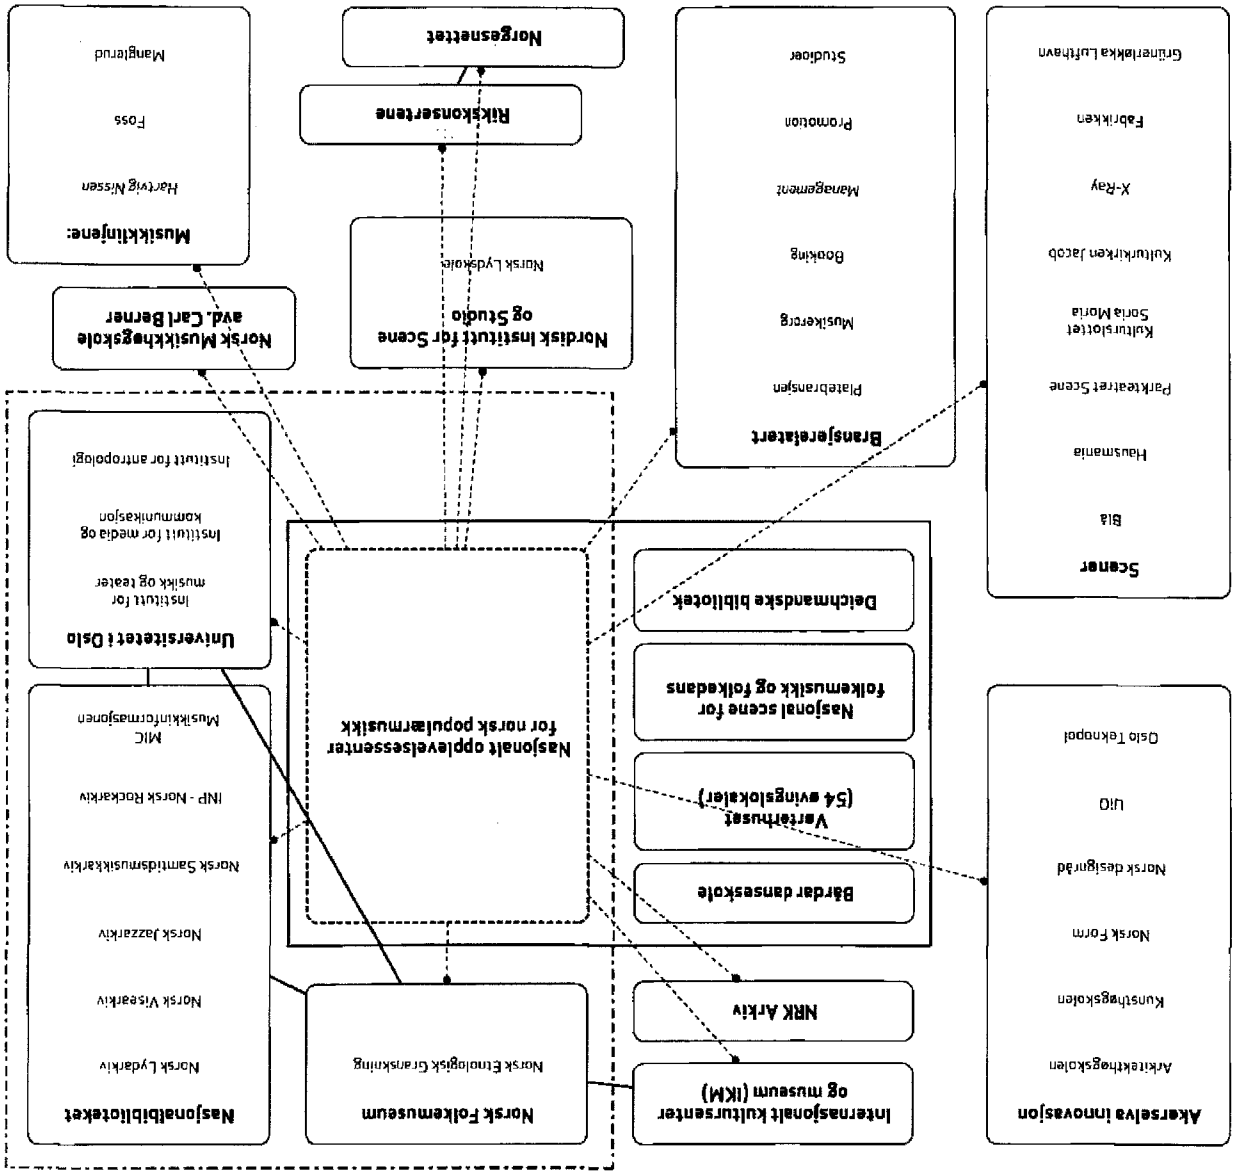 Akerselva innovasjon
Arkitekthøgskolen
Kunsthøgskolen
Norsk Form
Norsk designråd
UiO
Oslo Teknopol
Internasjonalt kultursenter
og museum (IKM)
NRK Arkiv
Norsk Folkemuseum
Norsk Etnologisk Granskning
Nasjonalbiblioteket
Norsk Lydarkiv
Norsk Visearkiv
Norsk Jazzarkiv
Norsk Samtidsmusikkarkiv
INP - Norsk Rockarkiv
MIC
Musikkinformasjonen
Bårdar danseskole
Vørterhuset
(54 øvingslokaler)
Nasjonal scene for
folkemusikk og folkedans
Deichmandske bibliotek
Nasjonalt opplevelsessenter
for norsk populærmusikk
Universitetet i Oslo
Institutt for
musikk og teater
Institutt for media og
kommunikasjon
Institutt for antropologi
Scener
Blå
Hausmania
Parkteatret Scene
Kulturslottet
Soria Moria
Kulturkirken Jacob
X-Ray
Fabrikken
Grünerløkka Lufthavn
Bransjerelatert
Platebransjen
Musikerorg
Booking
Management
Promotion
Studioer
Nordisk Institutt for Scene
og Studio
Norsk Lydskole
Rikskonsertene
Norgesnettet
Norsk Musikkhøgskole
avd. Carl Berner
Musikklinjene:
Hartvig Nissen
Foss
Manglerud